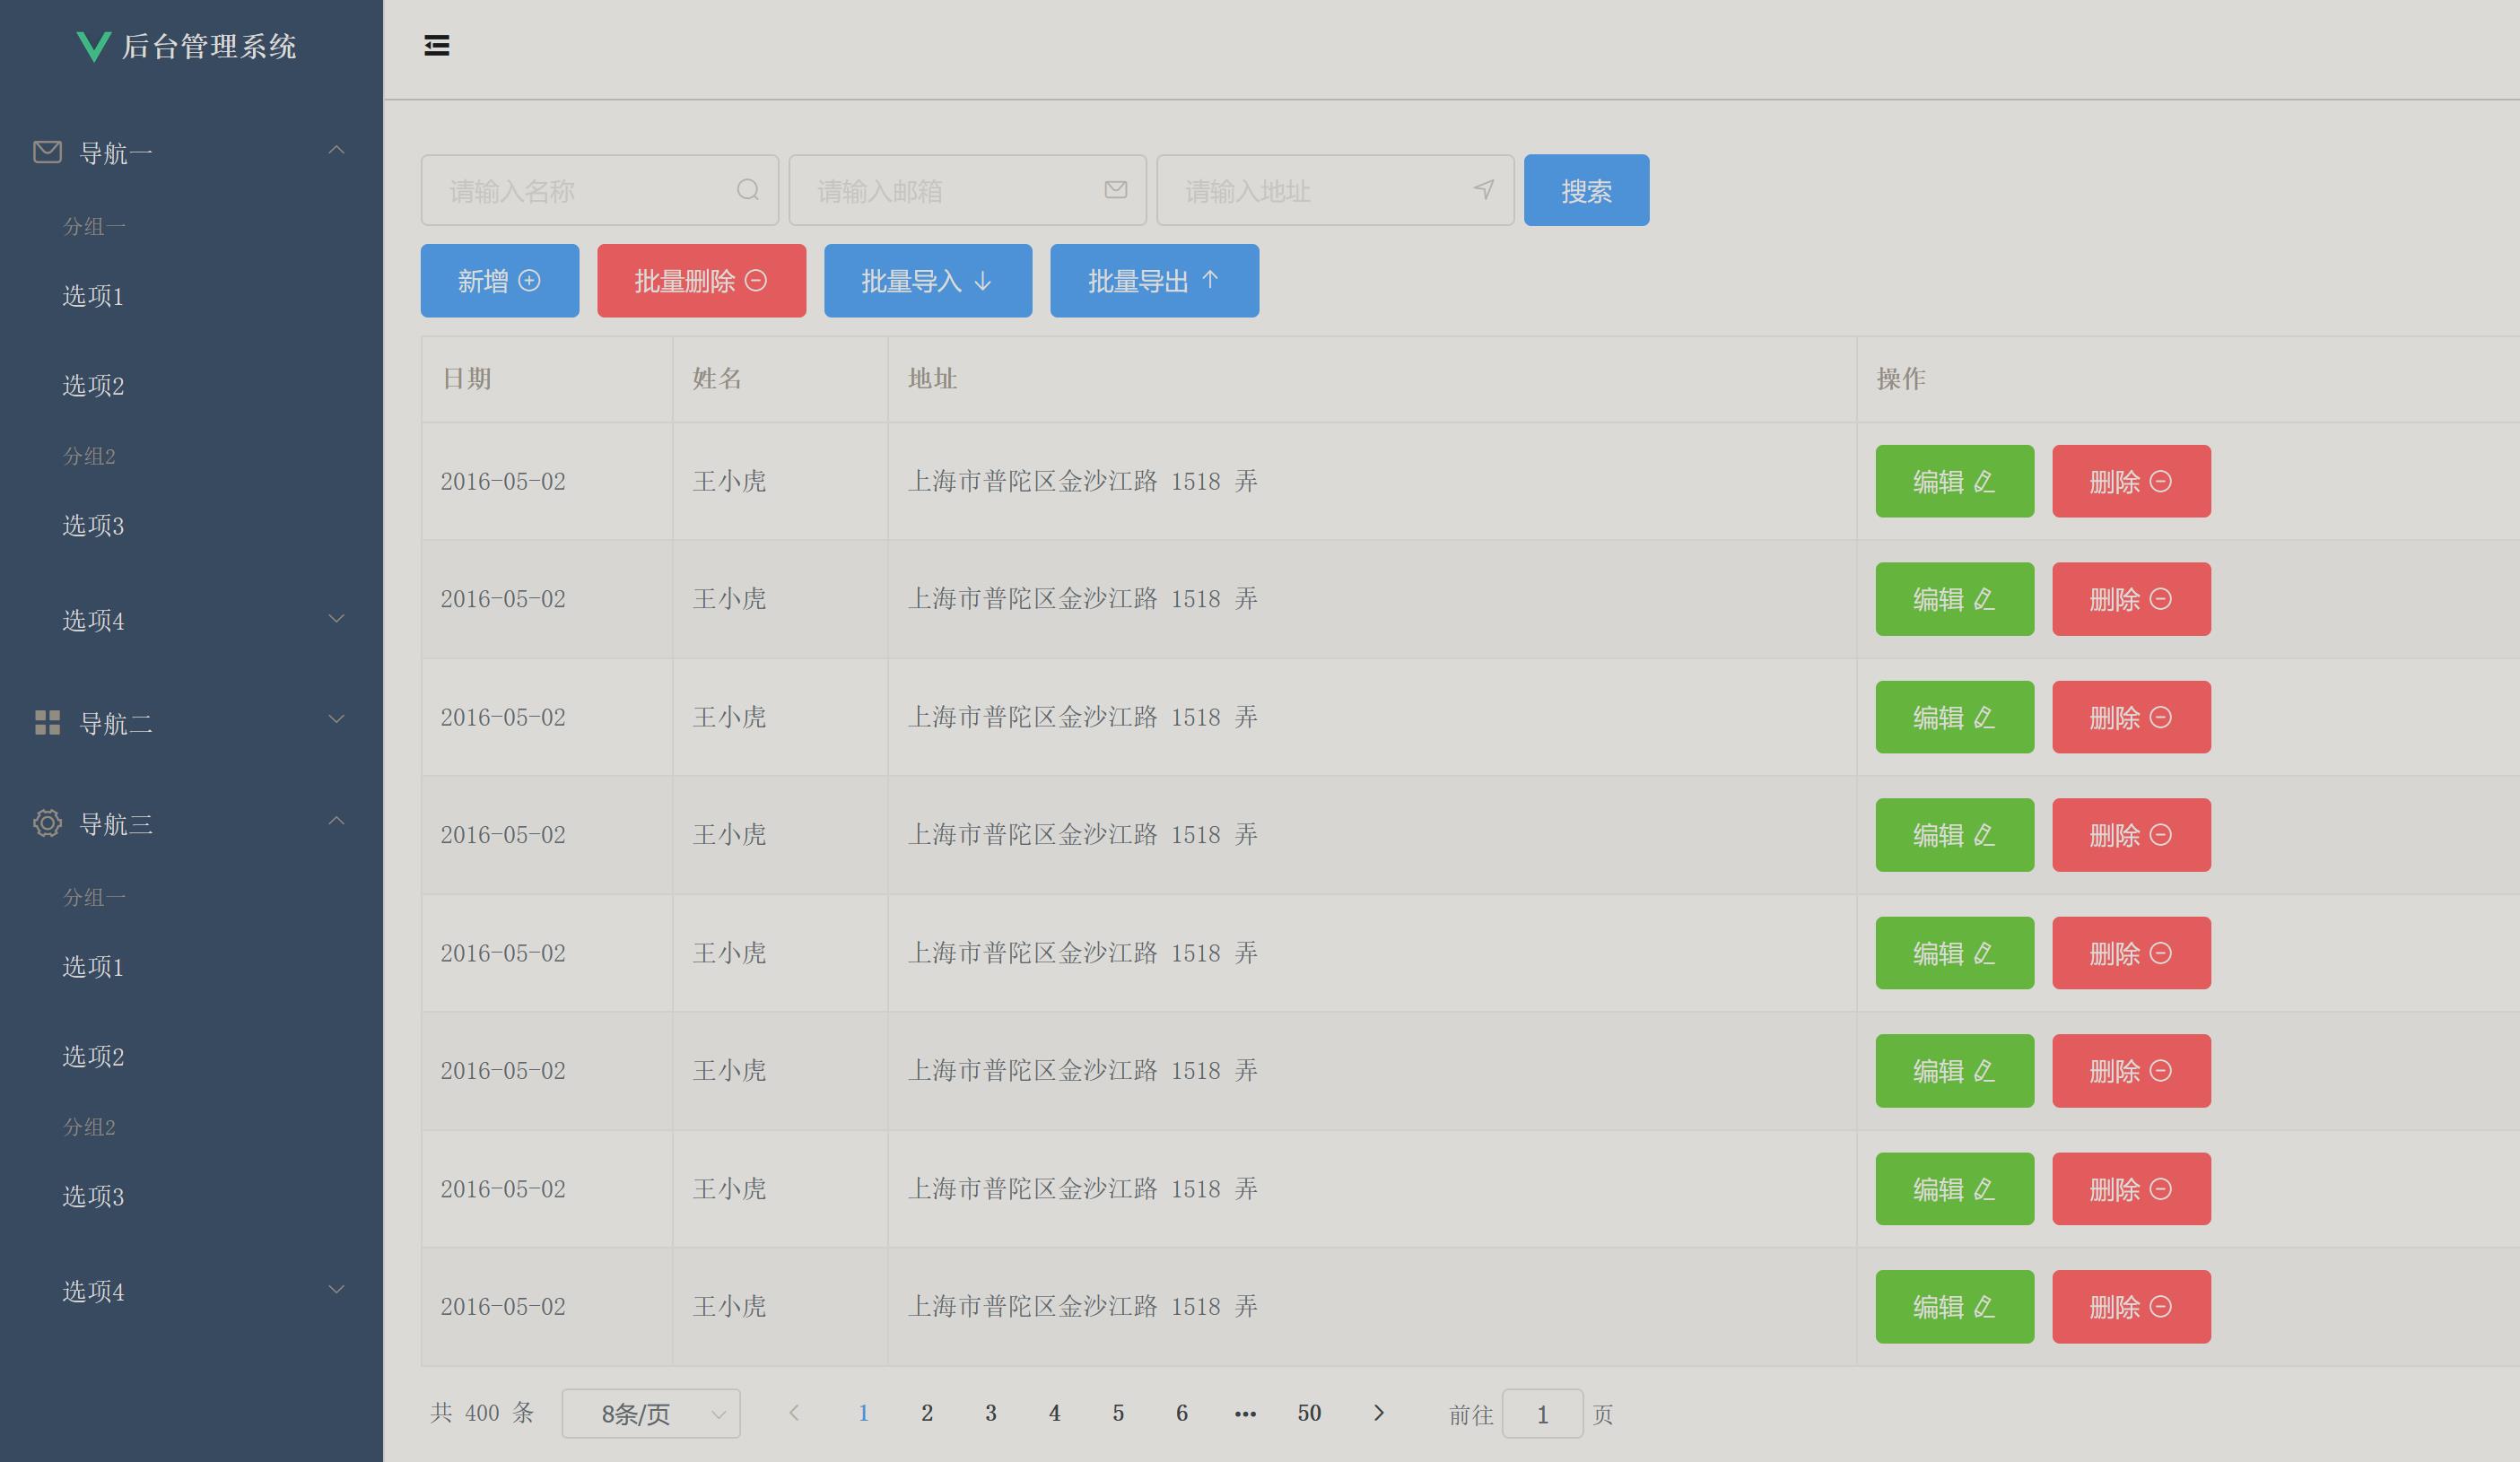 后台管理系统
导航一
分组一
选项1
选项2
分组2
选项3
选项4
导航二
导航三
分组一
选项1
选项2
分组2
选项3
选项4
请输入名称 请输入邮箱 请输入地址 搜索
新增 批量删除 批量导入 批量导出
日期 姓名 地址 操作
2016-05-02 王小虎 上海市普陀区金沙江路 1518 弄 编辑 删除
2016-05-02 王小虎 上海市普陀区金沙江路 1518 弄 编辑 删除
2016-05-02 王小虎 上海市普陀区金沙江路 1518 弄 编辑 删除
2016-05-02 王小虎 上海市普陀区金沙江路 1518 弄 编辑 删除
2016-05-02 王小虎 上海市普陀区金沙江路 1518 弄 编辑 删除
2016-05-02 王小虎 上海市普陀区金沙江路 1518 弄 编辑 删除
2016-05-02 王小虎 上海市普陀区金沙江路 1518 弄 编辑 删除
2016-05-02 王小虎 上海市普陀区金沙江路 1518 弄 编辑 删除
共 400 条 8条/页 1 2 3 4 5 6 ••• 50 前往 1 页